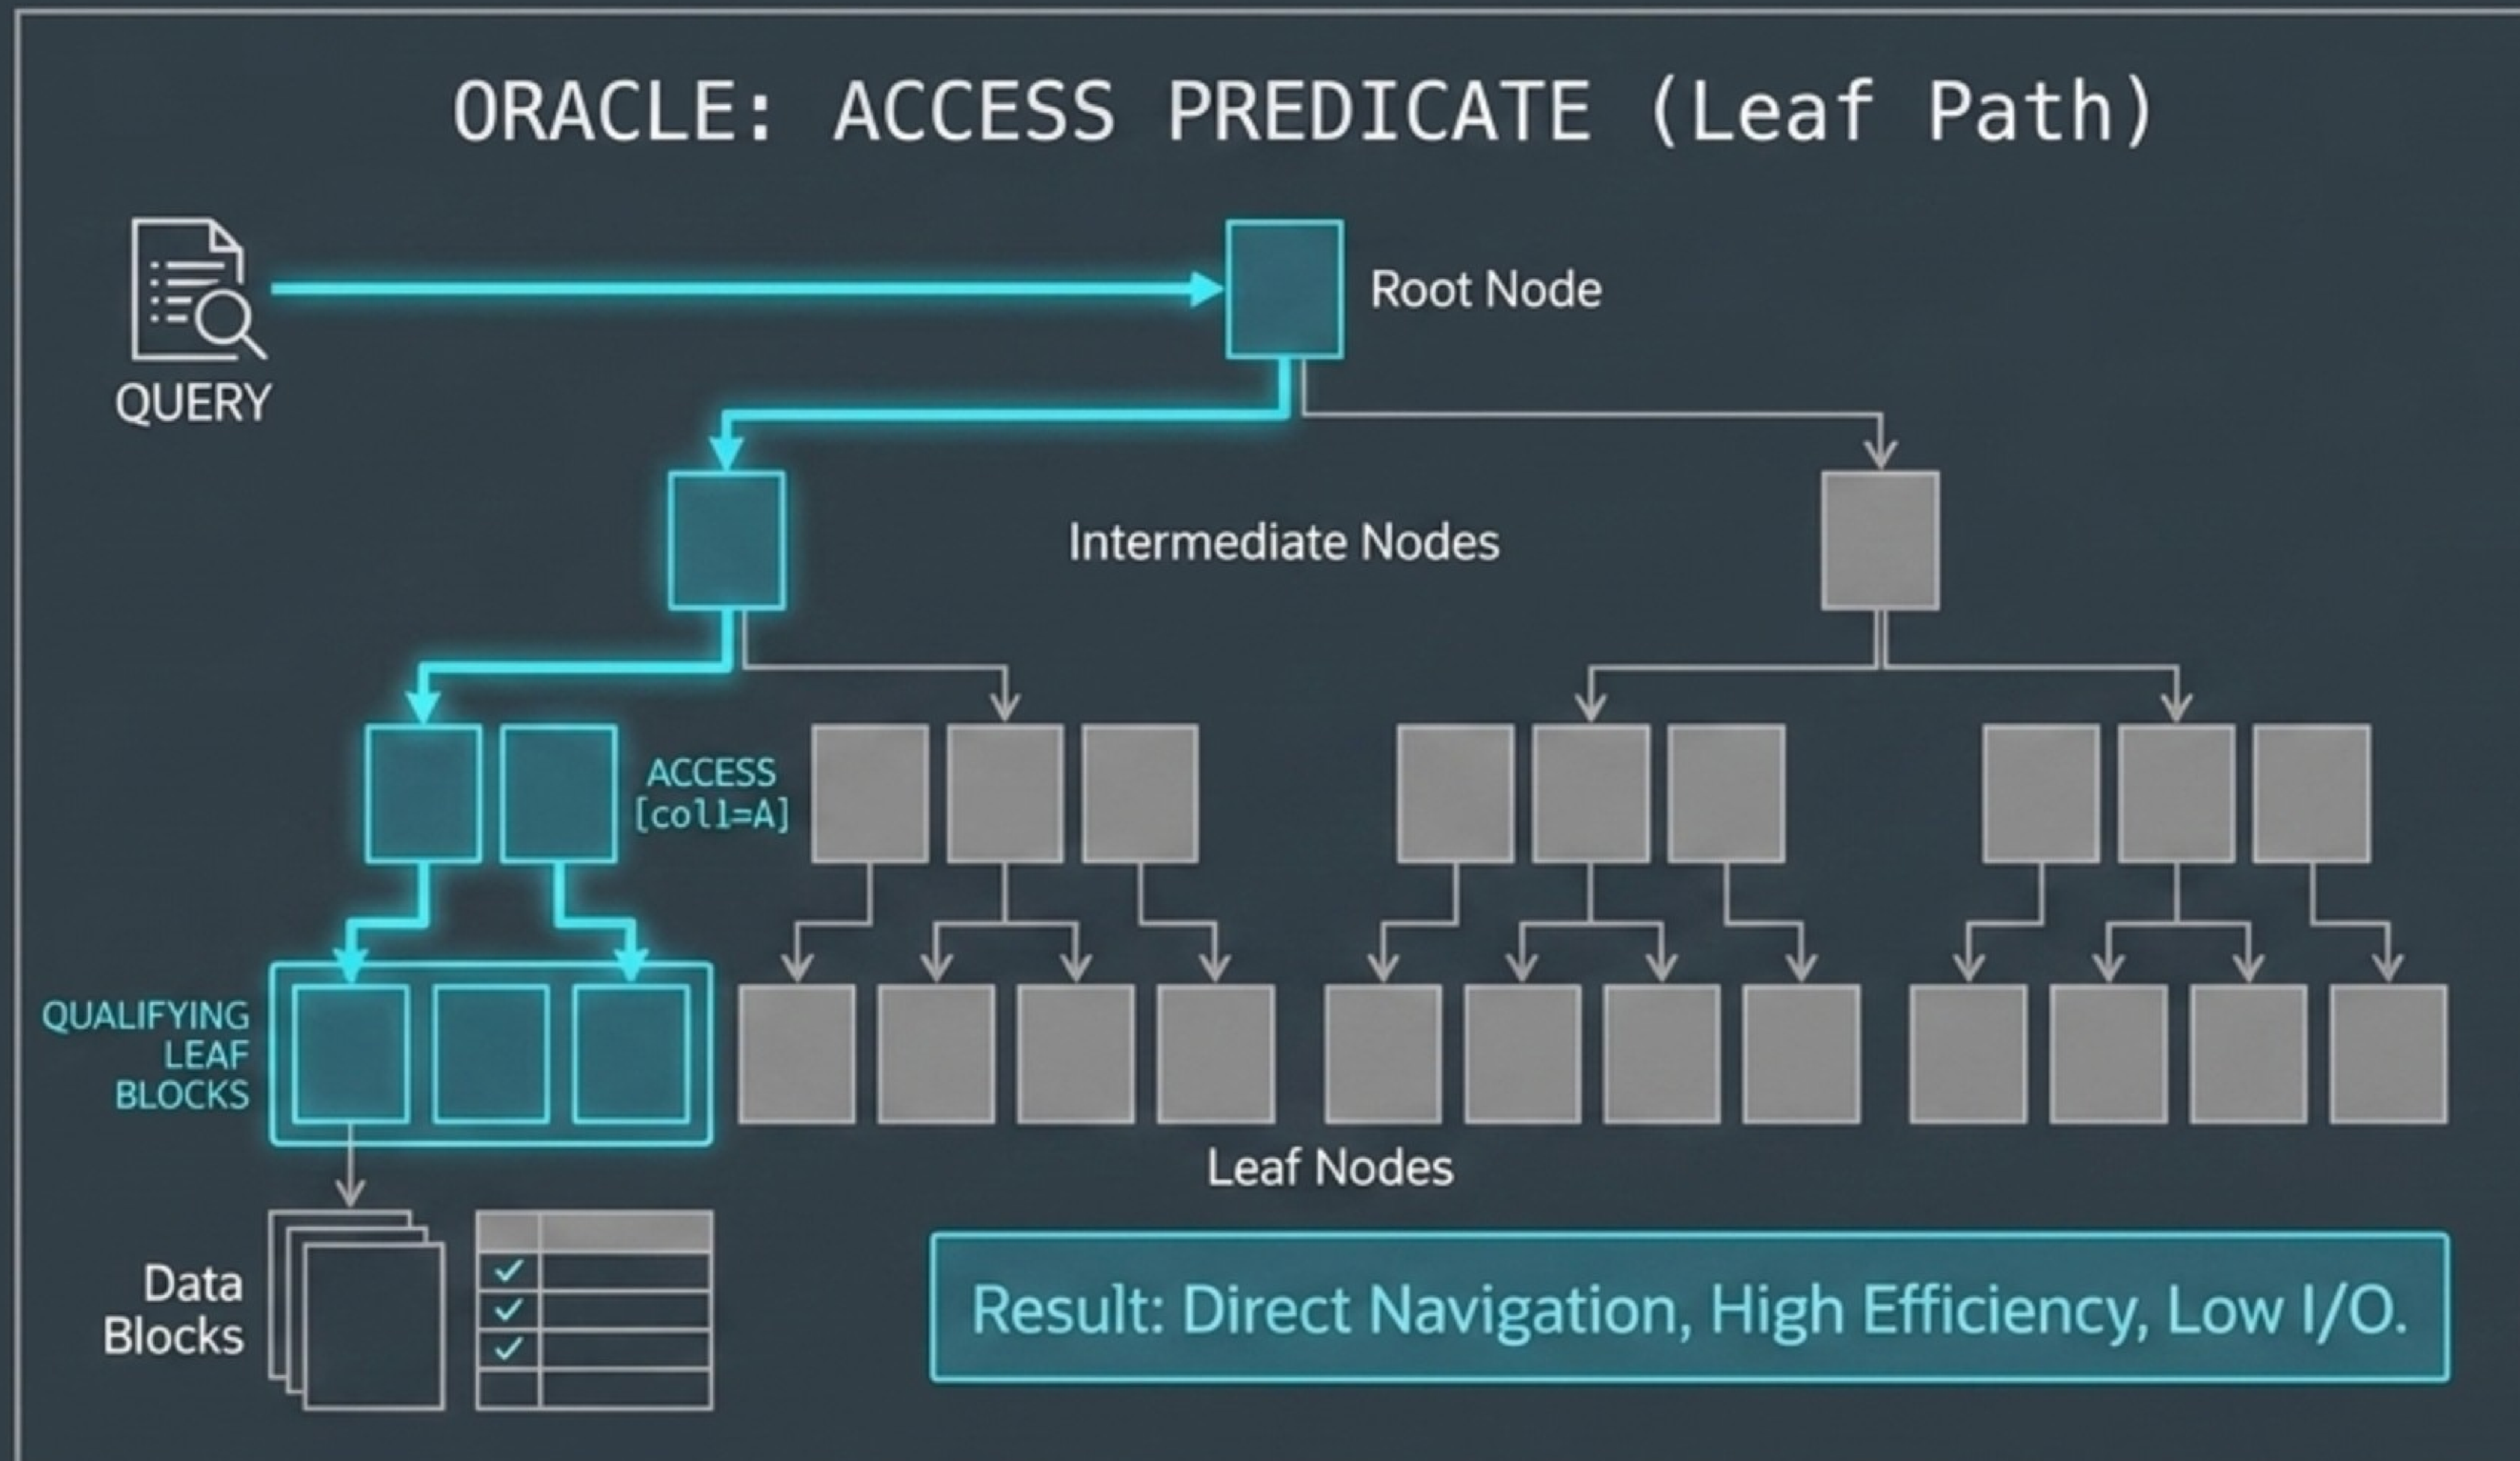 ORACLE: ACCESS PREDICATE (Leaf Path)
QUERY
Root Node
Intermediate Nodes
ACCESS
[col1=A]
QUALIFYING
LEAF
BLOCKS
Leaf Nodes
Data
Blocks
Result: Direct Navigation, High Efficiency, Low I/O.